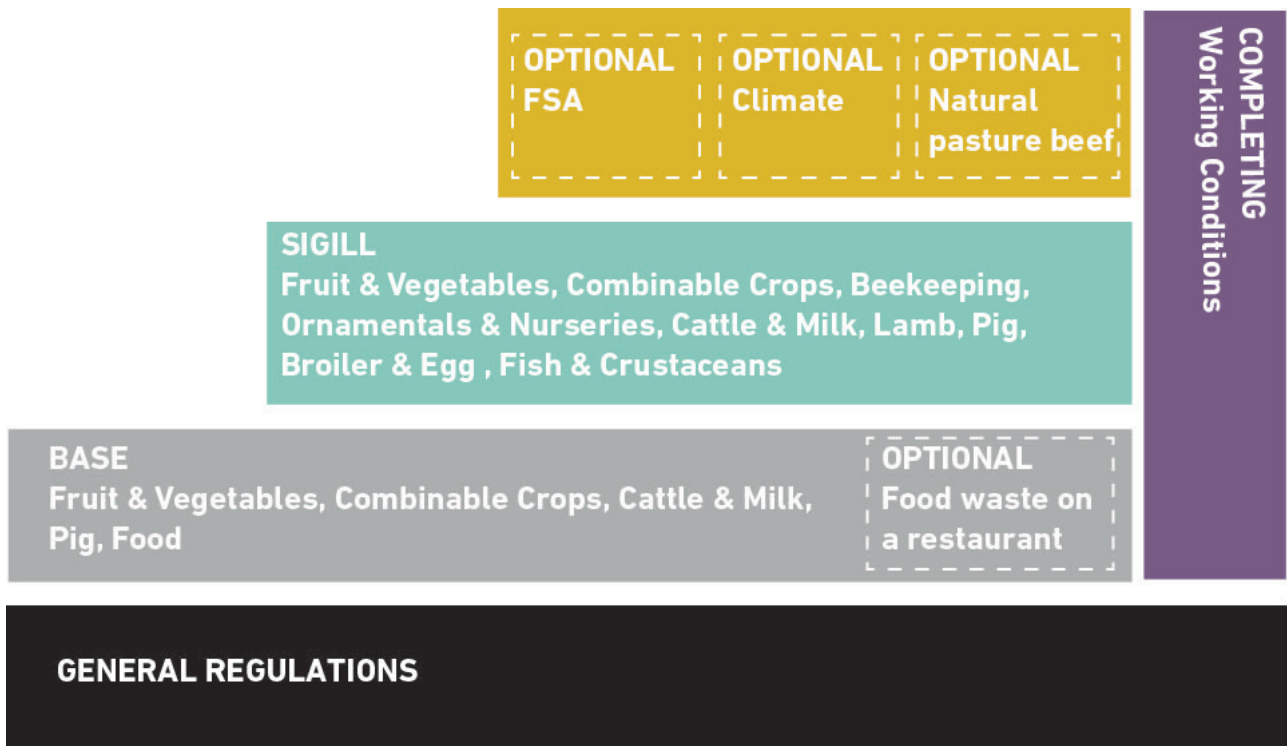 OPTIONAL
FSA
OPTIONAL
Climate
OPTIONAL
Natural
pasture beef
COMPLETING
Working Conditions
SIGILL
Fruit & Vegetables, Combinable Crops, Beekeeping,
Ornamentals & Nurseries, Cattle & Milk, Lamb, Pig,
Broiler & Egg , Fish & Crustaceans
BASE
Fruit & Vegetables, Combinable Crops, Cattle & Milk,
Pig, Food
OPTIONAL
Food waste on
a restaurant
GENERAL REGULATIONS